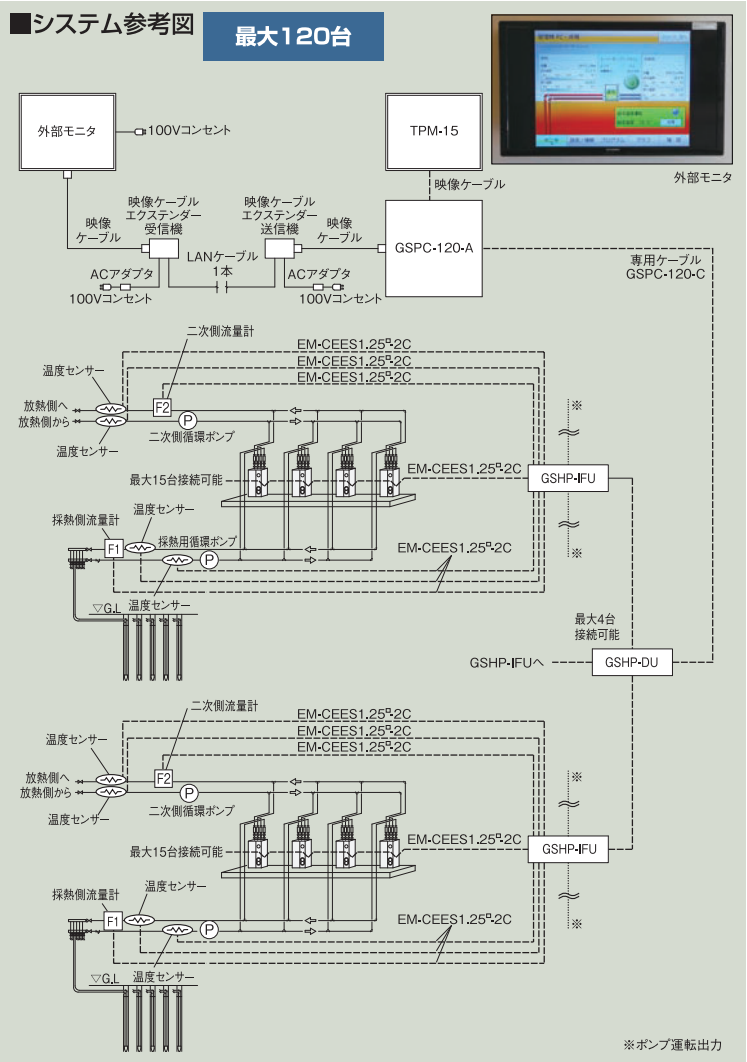 ■システム参考図
最大120台
外部モニタ
100Vコンセント
TPM-15
外部モニタ
映像ケーブル
映像
ケーブル
映像ケーブル
エクステンダー
受信機
映像ケーブル
エクステンダー
送信機
映像
ケーブル
GSPC-120-A
LANケーブル
1本
専用ケーブル
GSPC-120-C
ACアダプタ
100Vコンセント
ACアダプタ
100Vコンセント
二次側流量計
EM-CEES1.25□-2C
EM-CEES1.25□-2C
EM-CEES1.25□-2C
温度センサー
放熱側へ
放熱側から
F2
P
二次側循環ポンプ
温度センサー
※
最大15台接続可能
EM-CEES1.25□-2C
GSHP-IFU
採熱側流量計
温度センサー
F1
採熱用循環ポンプ
P
EM-CEES1.25□-2C
※
▽G.L
温度センサー
最大4台
接続可能
GSHP-IFUへ
GSHP-DU
二次側流量計
EM-CEES1.25□-2C
EM-CEES1.25□-2C
EM-CEES1.25□-2C
温度センサー
放熱側へ
放熱側から
F2
P
二次側循環ポンプ
温度センサー
※
最大15台接続可能
EM-CEES1.25□-2C
GSHP-IFU
採熱側流量計
温度センサー
F1
P
EM-CEES1.25□-2C
※
▽G.L
温度センサー
※ポンプ運転出力